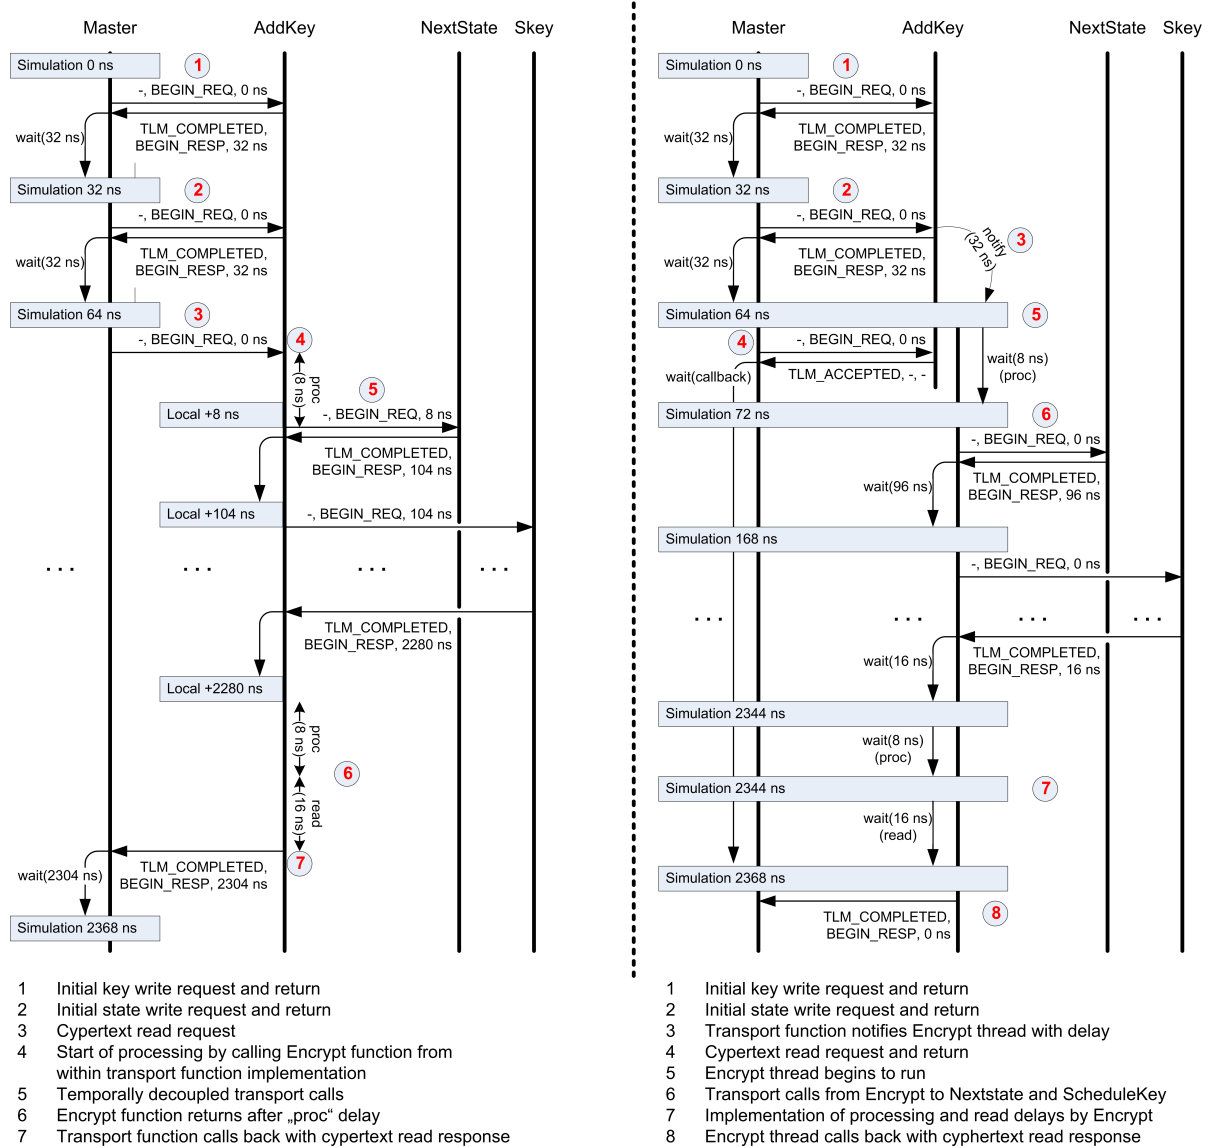 Master AddKey NextState Skey
Simulation 0 ns
1
-, BEGIN_REQ, 0 ns
TLM_COMPLETED,
BEGIN_RESP, 32 ns
wait(32 ns)
Simulation 32 ns
2
-, BEGIN_REQ, 0 ns
TLM_COMPLETED,
BEGIN_RESP, 32 ns
wait(32 ns)
Simulation 64 ns
3
-, BEGIN_REQ, 0 ns
4
proc
(8 ns)
5
Local +8 ns
-, BEGIN_REQ, 8 ns
TLM_COMPLETED,
BEGIN_RESP, 104 ns
Local +104 ns
-, BEGIN_REQ, 104 ns
... ... ... ...
TLM_COMPLETED,
BEGIN_RESP, 2280 ns
Local +2280 ns
proc
(8 ns)
6
read
(16 ns)
7
TLM_COMPLETED,
BEGIN_RESP, 2304 ns
wait(2304 ns)
Simulation 2368 ns
1 Initial key write request and return
2 Initial state write request and return
3 Cypertext read request
4 Start of processing by calling Encrypt function from
within transport function implementation
5 Temporally decoupled transport calls
6 Encrypt function returns after „proc“ delay
7 Transport function calls back with cypertext read response
Master AddKey NextState Skey
Simulation 0 ns
1
-, BEGIN_REQ, 0 ns
TLM_COMPLETED,
BEGIN_RESP, 32 ns
wait(32 ns)
Simulation 32 ns
2
-, BEGIN_REQ, 0 ns
notify
(32 ns)
3
TLM_COMPLETED,
BEGIN_RESP, 32 ns
wait(32 ns)
Simulation 64 ns
5
4
-, BEGIN_REQ, 0 ns
wait(8 ns)
(proc)
TLM_ACCEPTED, -, -
wait(callback)
Simulation 72 ns
6
-, BEGIN_REQ, 0 ns
TLM_COMPLETED,
BEGIN_RESP, 96 ns
wait(96 ns)
Simulation 168 ns
-, BEGIN_REQ, 0 ns
... ... ... ...
TLM_COMPLETED,
BEGIN_RESP, 16 ns
wait(16 ns)
Simulation 2344 ns
wait(8 ns)
(proc)
Simulation 2344 ns
7
wait(16 ns)
(read)
Simulation 2368 ns
TLM_COMPLETED,
BEGIN_RESP, 0 ns
8
1 Initial key write request and return
2 Initial state write request and return
3 Transport function notifies Encrypt thread with delay
4 Cypertext read request and return
5 Encrypt thread begins to run
6 Transport calls from Encrypt to Nextstate and ScheduleKey
7 Implementation of processing and read delays by Encrypt
8 Encrypt thread calls back with cyphertext read response